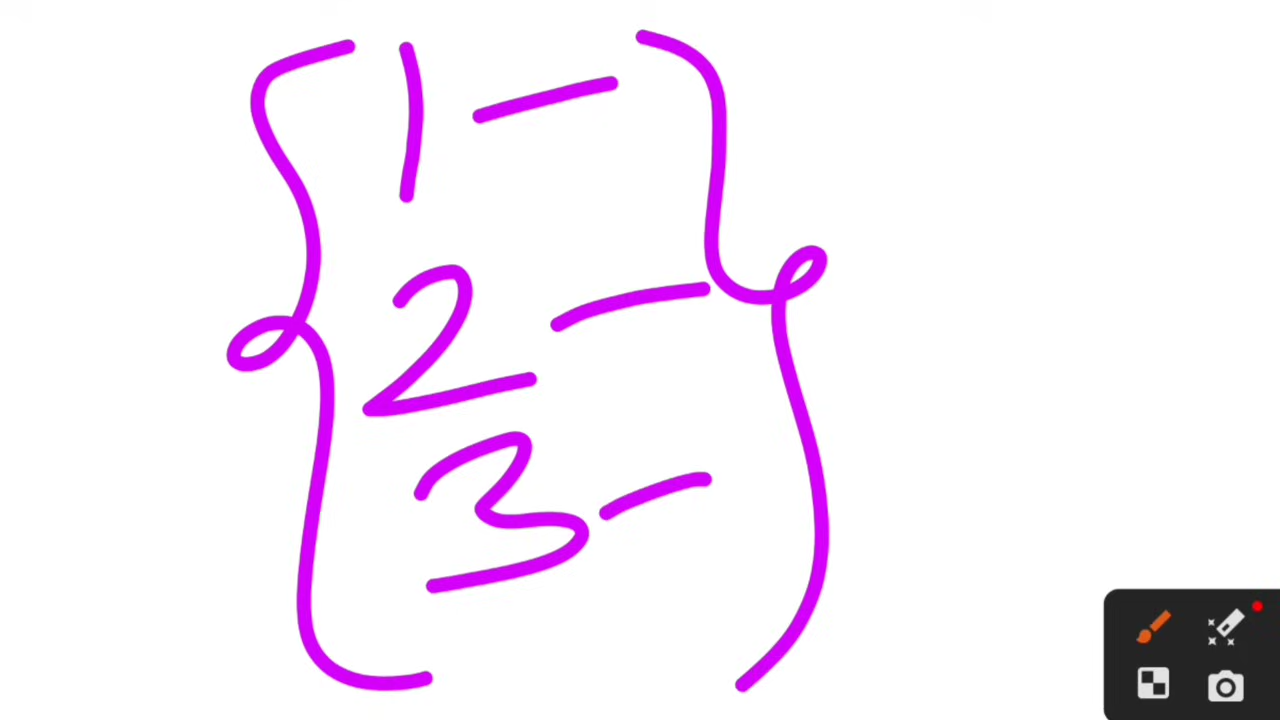 { 1 - }
2 -
3 -